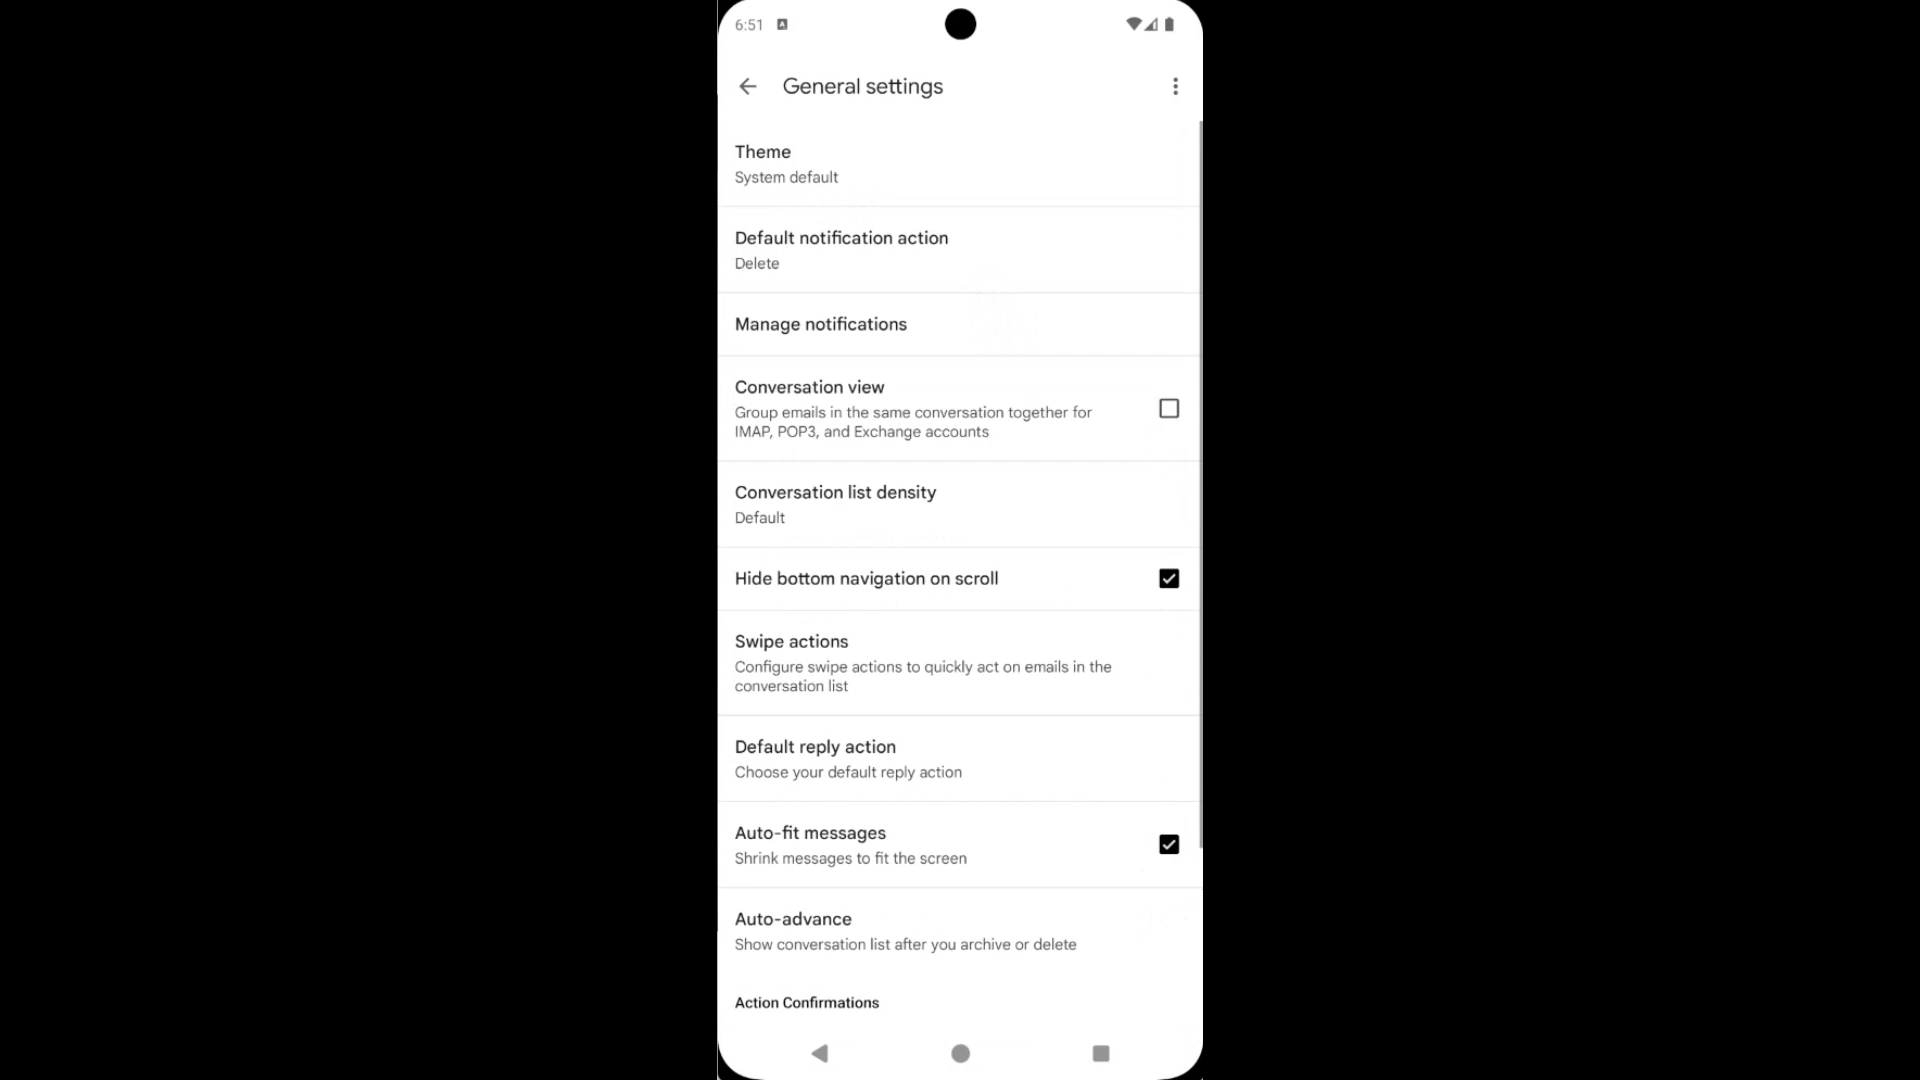 6:51
General settings
Theme
System default
Default notification action
Delete
Manage notifications
Conversation view
Group emails in the same conversation together for
IMAP, POP3, and Exchange accounts
Conversation list density
Default
Hide bottom navigation on scroll
Swipe actions
Configure swipe actions to quickly act on emails in the
conversation list
Default reply action
Choose your default reply action
Auto-fit messages
Shrink messages to fit the screen
Auto-advance
Show conversation list after you archive or delete
Action Confirmations